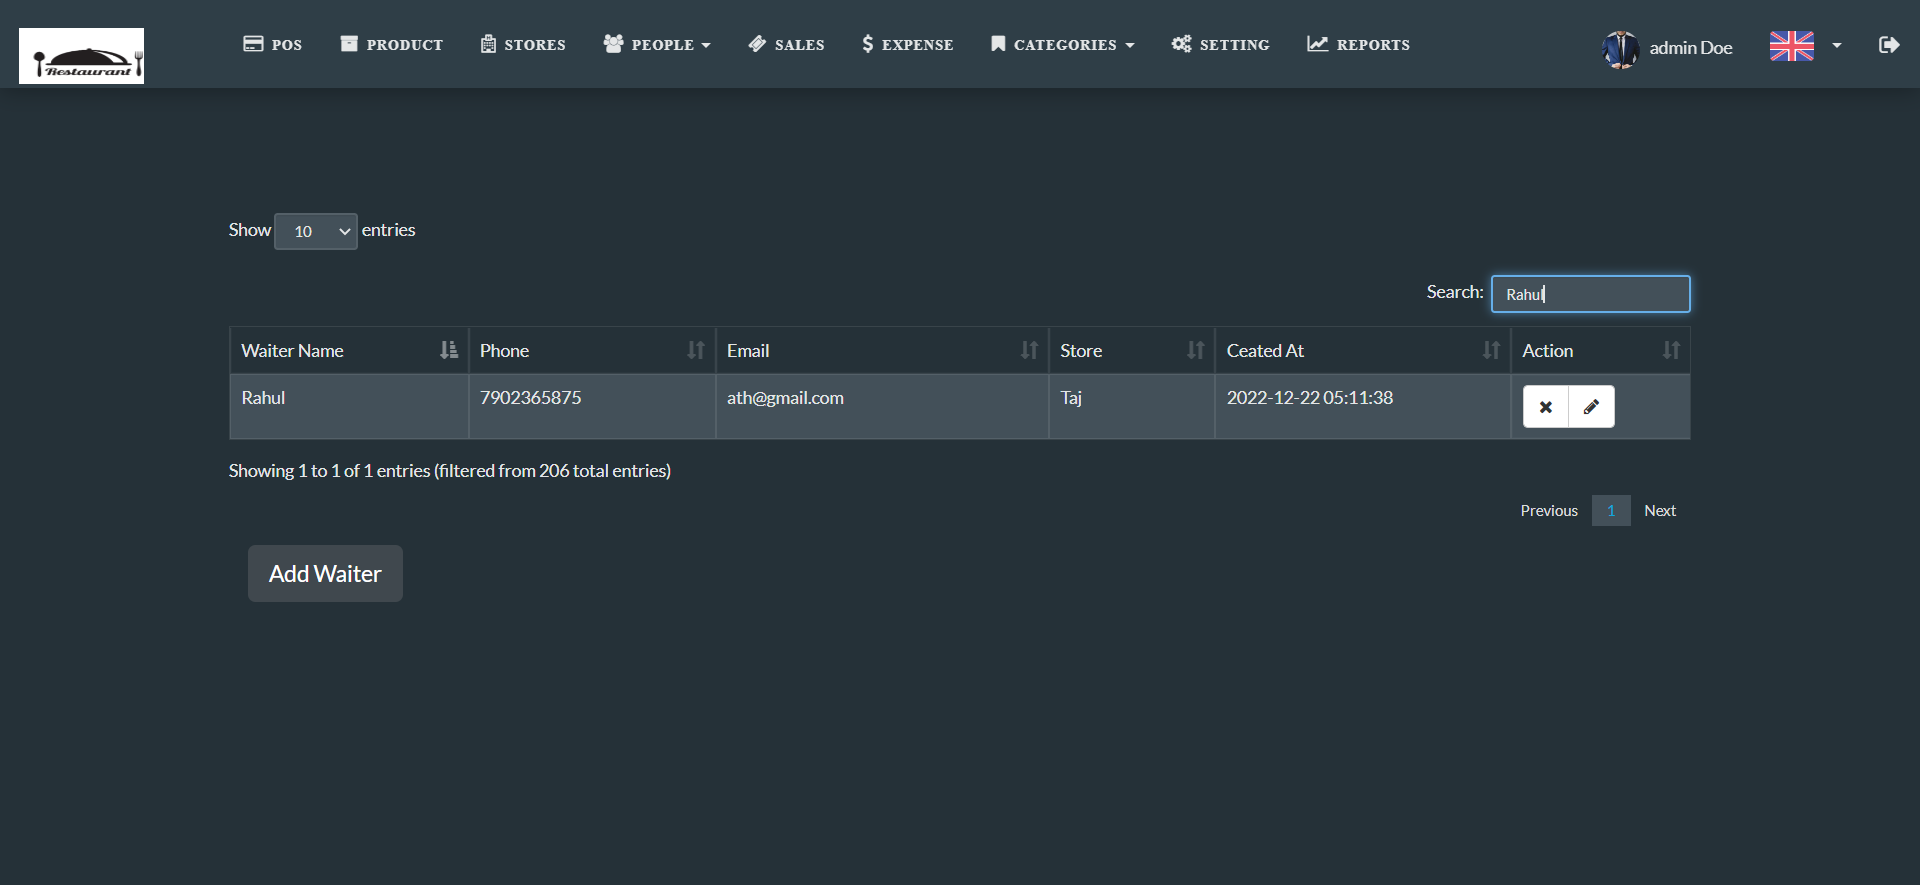 Restaurant
POS PRODUCT STORES PEOPLE SALES EXPENSE CATEGORIES SETTING REPORTS admin Doe
Show 10 entries
Search: Rahul
Waiter Name Phone Email Store Ceated At Action
Rahul 7902365875 ath@gmail.com Taj 2022-12-22 05:11:38
Showing 1 to 1 of 1 entries (filtered from 206 total entries)
Previous 1 Next
Add Waiter